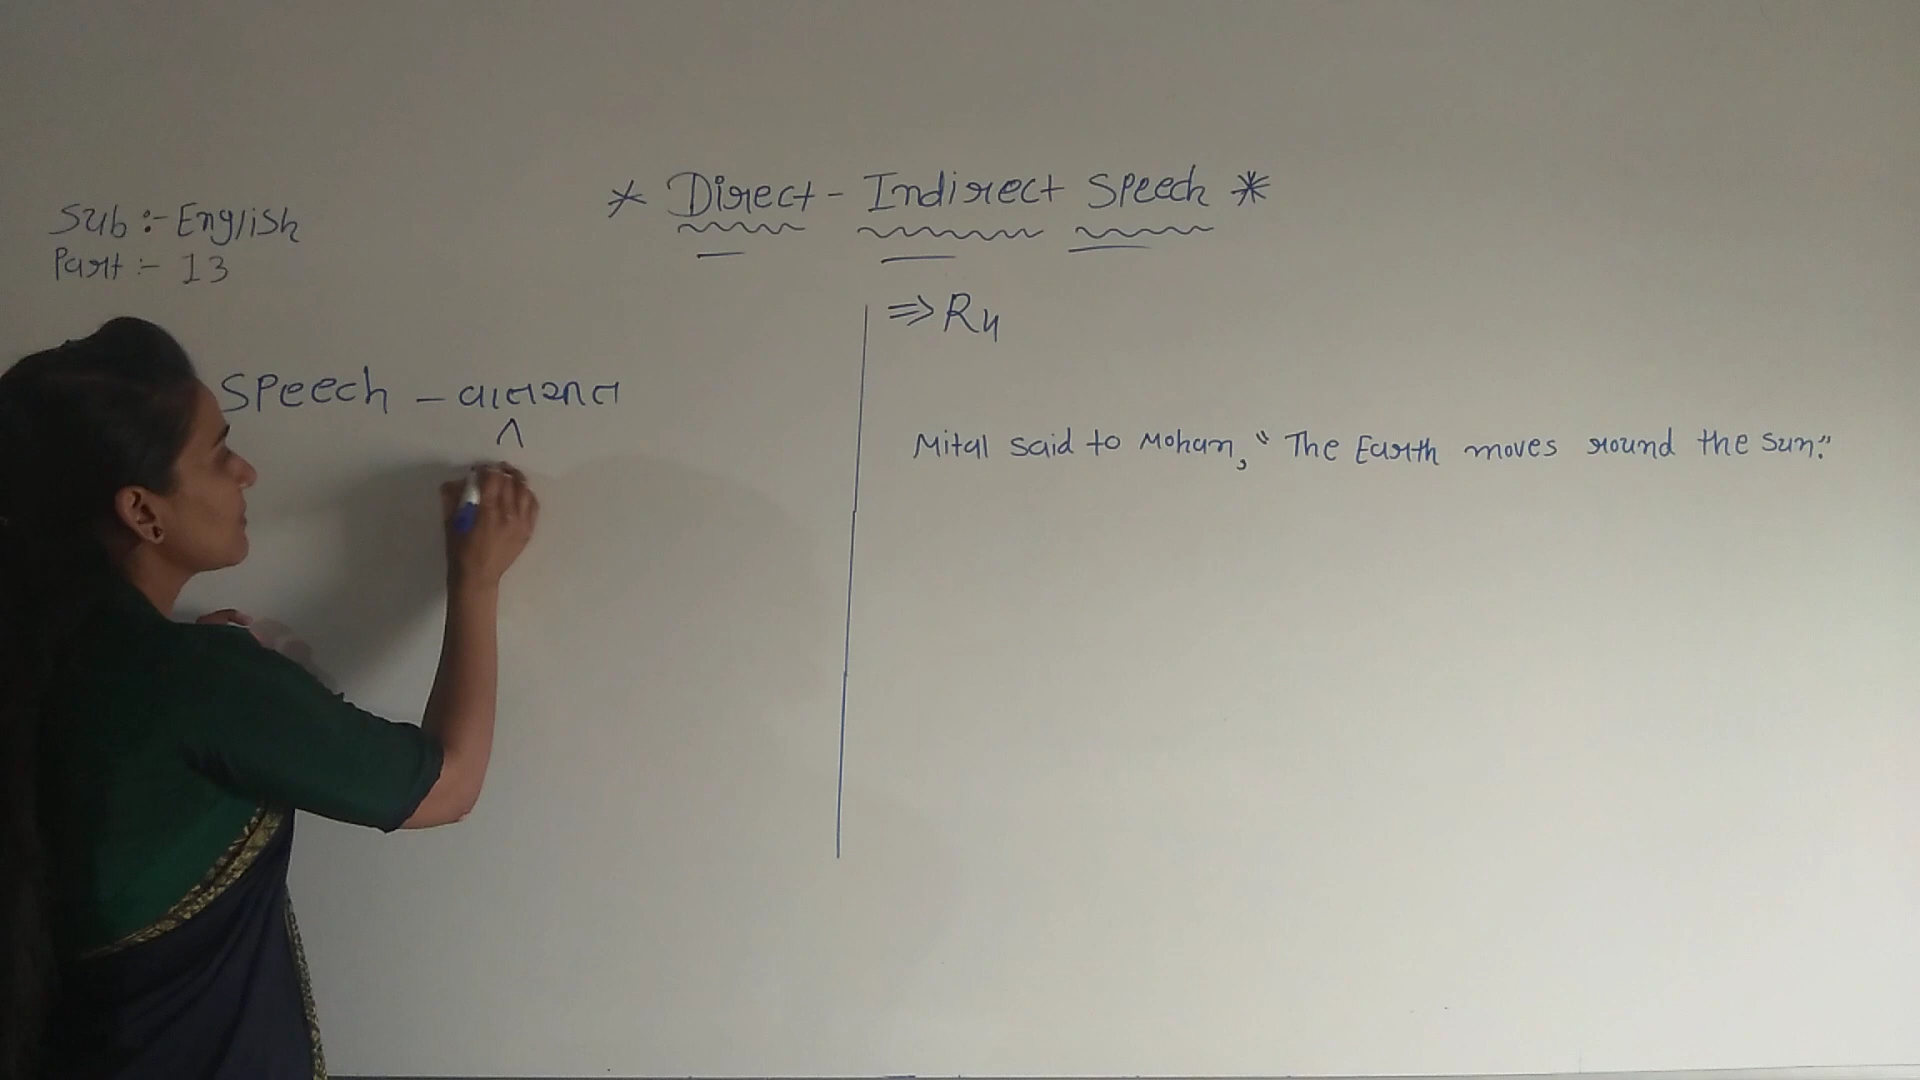 * Direct - Indirect Speech *
Sub :- English
Part :- 13
⇒ Ru
Speech - વાતચાત
^
Mital said to Mohan, “ The Earth moves round the sun.”